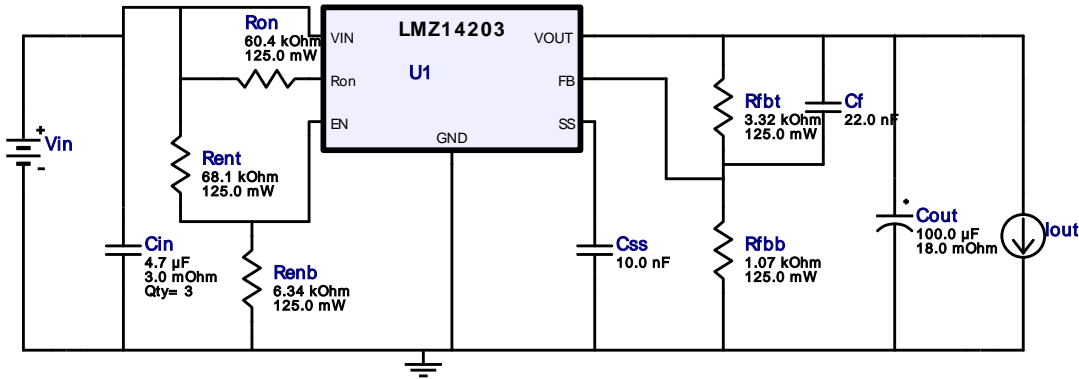 Ron
60.4 kOhm
125.0 mW
VIN
LMZ14203
VOUT
Ron
U1
FB
EN
SS
GND
+
Vin
-
Rent
68.1 kOhm
125.0 mW
Rfbt
3.32 kOhm
125.0 mW
Cf
22.0 nF
Cin
4.7 µF
3.0 mOhm
Qty= 3
Renb
6.34 kOhm
125.0 mW
Css
10.0 nF
Rfbb
1.07 kOhm
125.0 mW
+
Cout
100.0 µF
18.0 mOhm
Iout